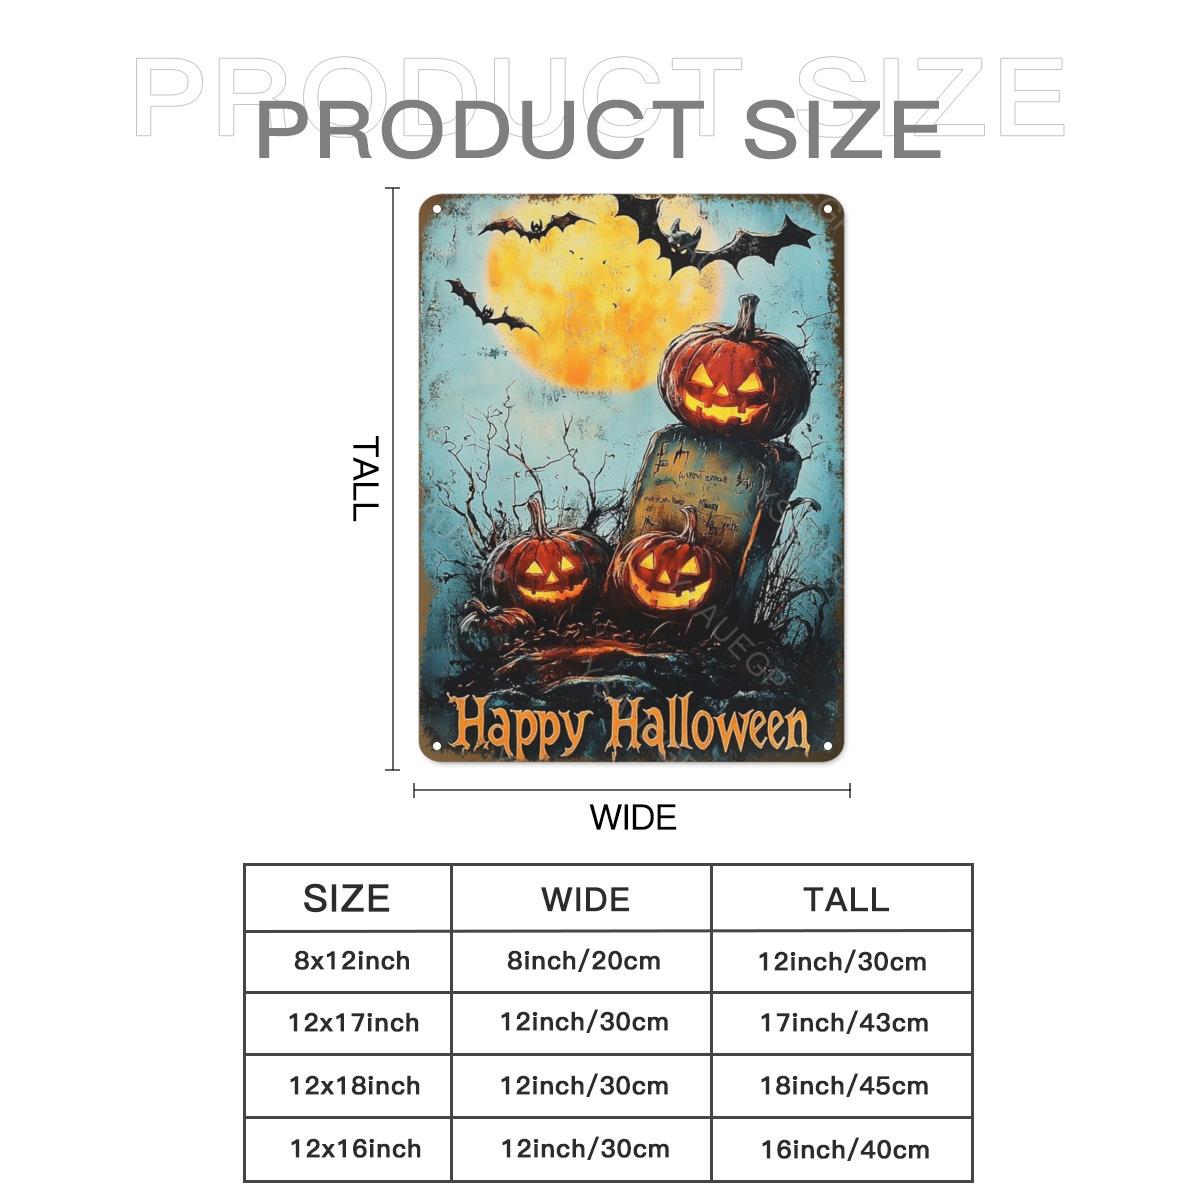 PRODUCT SIZE
PRODUCT SIZE
TALL
Happy Halloween
WIDE
SIZE WIDE TALL
8x12inch 8inch/20cm 12inch/30cm
12x17inch 12inch/30cm 17inch/43cm
12x18inch 12inch/30cm 18inch/45cm
12x16inch 12inch/30cm 16inch/40cm